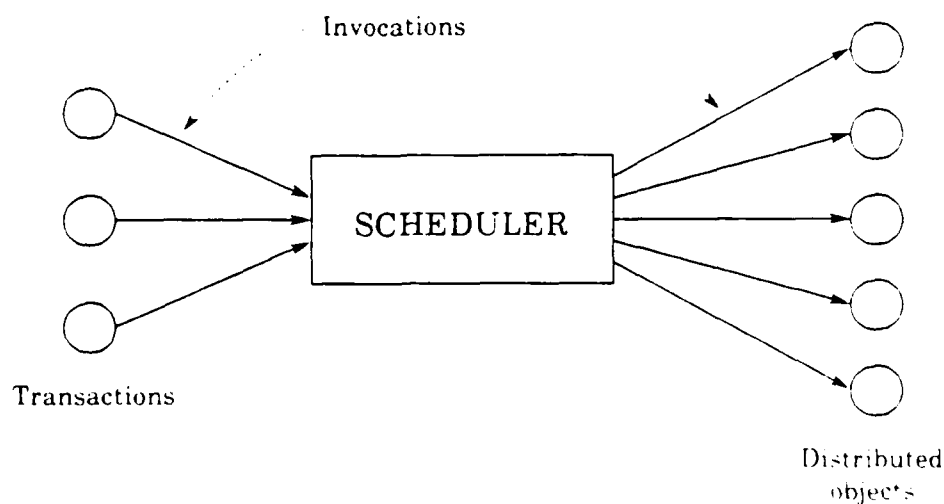 Invocations
SCHEDULER
Transactions
Distributed
objects